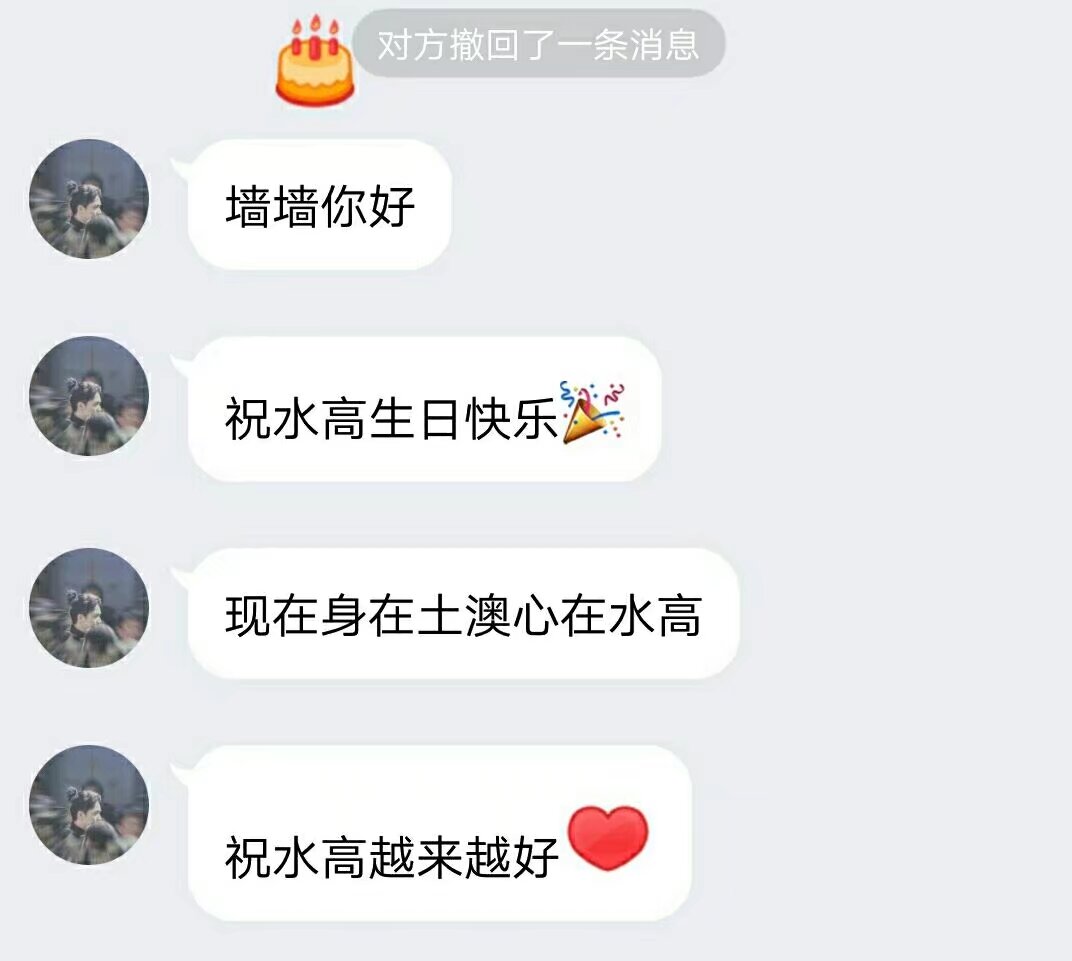 对方撤回了一条消息
墙墙你好
祝水高生日快乐🎉
现在身在土澳心在水高
祝水高越来越好❤️